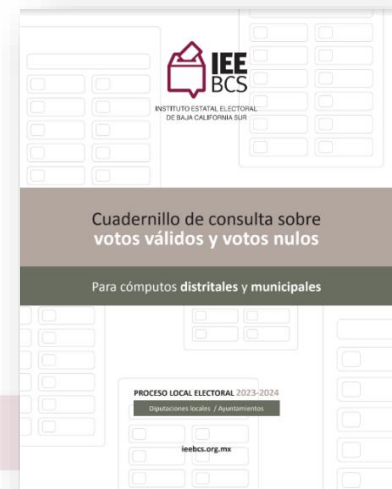 IEE
BCS
INSTITUTO ESTATAL ELECTORAL
DE BAJA CALIFORNIA SUR
Cuadernillo de consulta sobre
votos válidos y votos nulos
Para cómputos distritales y municipales
PROCESO LOCAL ELECTORAL 2023-2024
Diputaciones locales / Ayuntamientos
ieebcs.org.mx